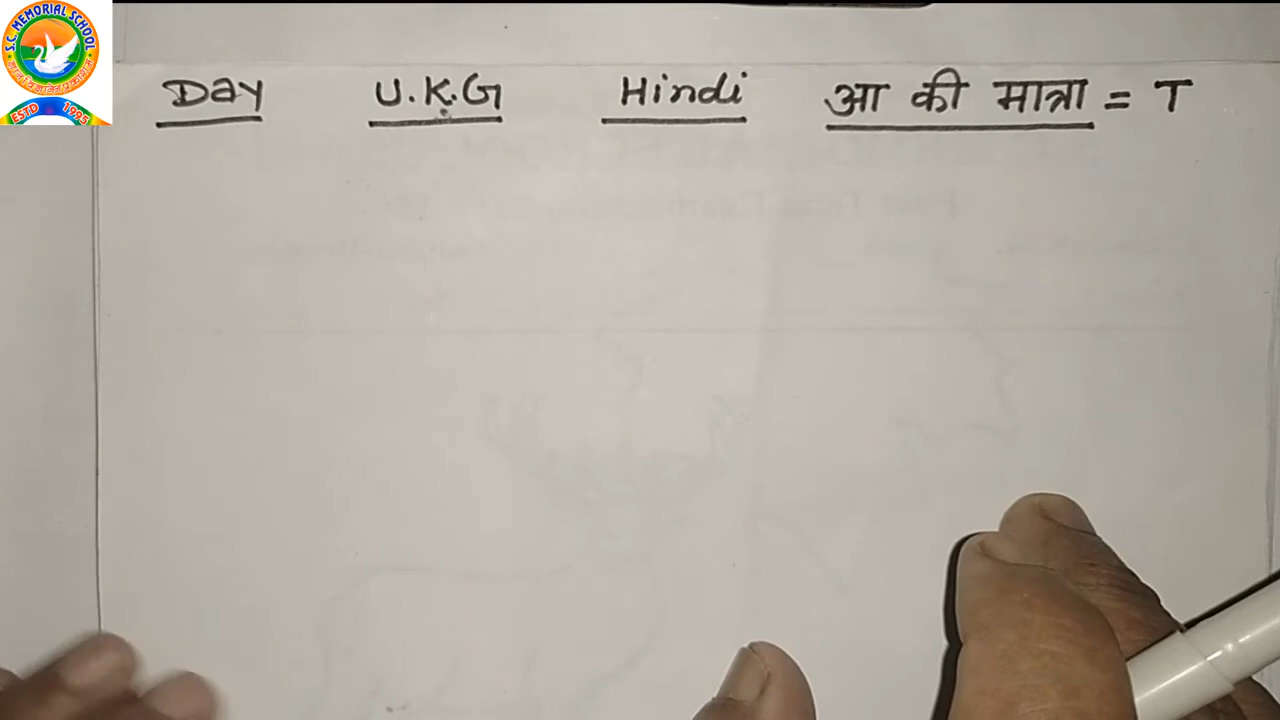 S.C. MEMORIAL SCHOOL
ESTD 1995
Day U.K.G Hindi आ की मात्रा = ा